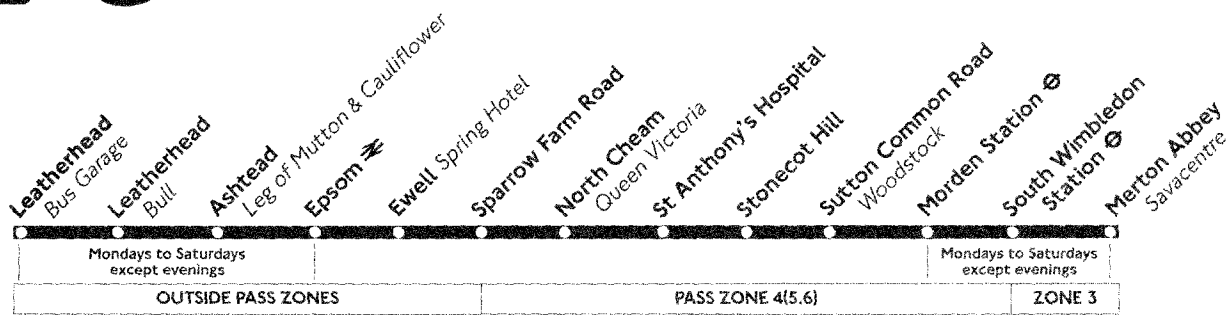 Leatherhead
Bus Garage
Leatherhead
Bull
Ashtead
Leg of Mutton & Cauliflower
Epsom
Ewell Spring Hotel
Sparrow Farm Road
North Cheam
Queen Victoria
St Anthony's Hospital
Stonecot Hill
Sutton Common Road
Woodstock
Morden Station
South Wimbledon
Station
Merton Abbey
Savacentre
Mondays to Saturdays
except evenings
Mondays to Saturdays
except evenings
OUTSIDE PASS ZONES
PASS ZONE 4(5.6)
ZONE 3